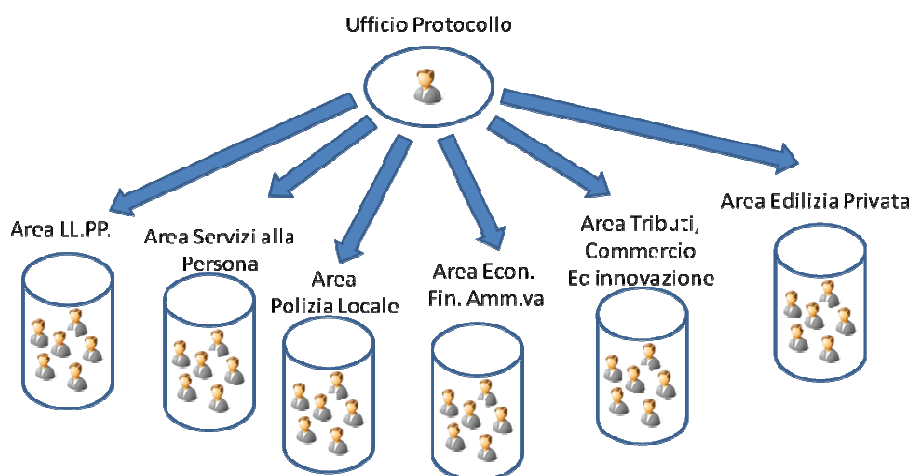 Ufficio Protocollo
Area LL.PP.
Area Servizi alla
Persona
Area
Polizia Locale
Area Econ.
Fin. Amm.va
Area Tributi,
Commercio
Ed innovazione
Area Edilizia Privata